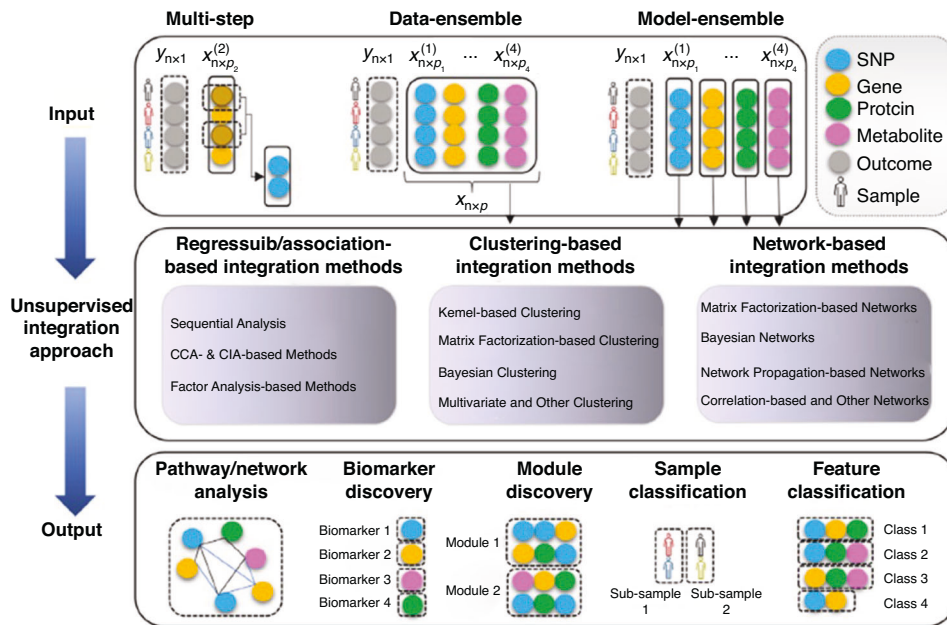 Multi-step
Data-ensemble
Model-ensemble
y n×1
x (2) n×p2
y n×1
x (1) n×p1
...
x (4) n×p4
y n×1
x (1) n×p1
...
x (4) n×p4
x n×p
SNP
Gene
Protcin
Metabolite
Outcome
Sample
Input
Regressuib/association-
based integration methods
Sequential Analysis
CCA- & CIA-based Methods
Factor Analysis-based Methods
Clustering-based
integration methods
Kemel-based Clustering
Matrix Factorization-based Clustering
Bayesian Clustering
Multivariate and Other Clustering
Network-based
integration methods
Matrix Factorization-based Networks
Bayesian Networks
Network Propagation-based Networks
Correlation-based and Other Networks
Unsupervised
integration
approach
Output
Pathway/network
analysis
Biomarker
discovery
Biomarker 1
Biomarker 2
Biomarker 3
Biomarker 4
Module
discovery
Module 1
Module 2
Sample
classification
Sub-sample
1
Sub-sample
2
Feature
classification
Class 1
Class 2
Class 3
Class 4